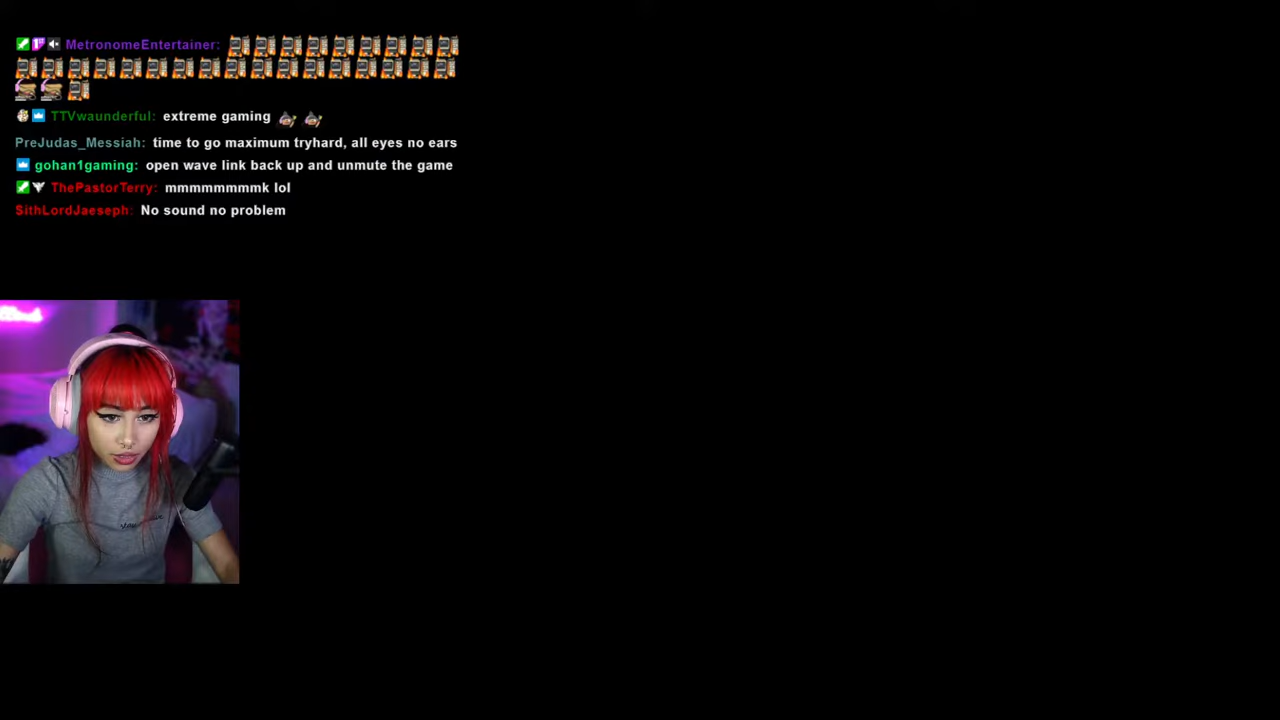 MetronomeEntertainer:
TTVwaunderful: extreme gaming
PreJudas_Messiah: time to go maximum tryhard, all eyes no ears
gohan1gaming: open wave link back up and unmute the game
ThePastorTerry: mmmmmmmmk lol
SithLordJaeseph: No sound no problem